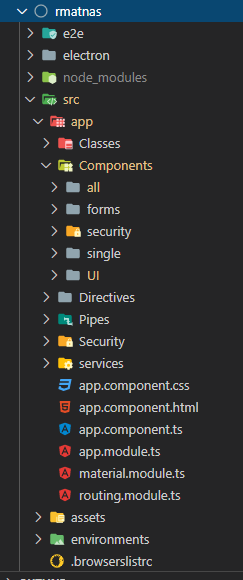 rmatnas
e2e
electron
node_modules
src
app
Classes
Components
all
forms
security
single
UI
Directives
Pipes
Security
services
app.component.css
app.component.html
app.component.ts
app.module.ts
material.module.ts
routing.module.ts
assets
environments
.browserslistrc